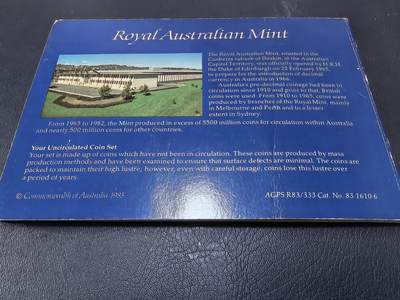 Royal Australian Mint
The Royal Australian Mint, situated in the
Canberra suburb of Deakin, in the Australian
Capital Territory, was officially opened by H.R.H.
the Duke of Edinburgh on 22 February 1965,
to prepare for the introduction of decimal
currency in Australia in 1966.
Australia's pre-decimal coinage had been in
circulation since 1910 and prior to that, British
coins were used. From 1910 to 1965, coins were
produced by branches of the Royal Mint, mainly
in Melbourne and Perth and to a lesser
extent in Sydney.
From 1965 to 1982, the Mint produced in excess of 5500 million coins for circulation within Australia
and nearly 500 million coins for other countries.
Your Uncirculated Coin Set
Your set is made up of coins which have not been in circulation. These coins are produced by mass
production methods and have been examined to ensure that surface defects are minimal. The coins are
packed to maintain their high lustre, however, even with careful storage, coins lose this lustre over
a period of years.
© Commonwealth of Australia 1983
AGPS R83/333 Cat. No. 83 1610 6